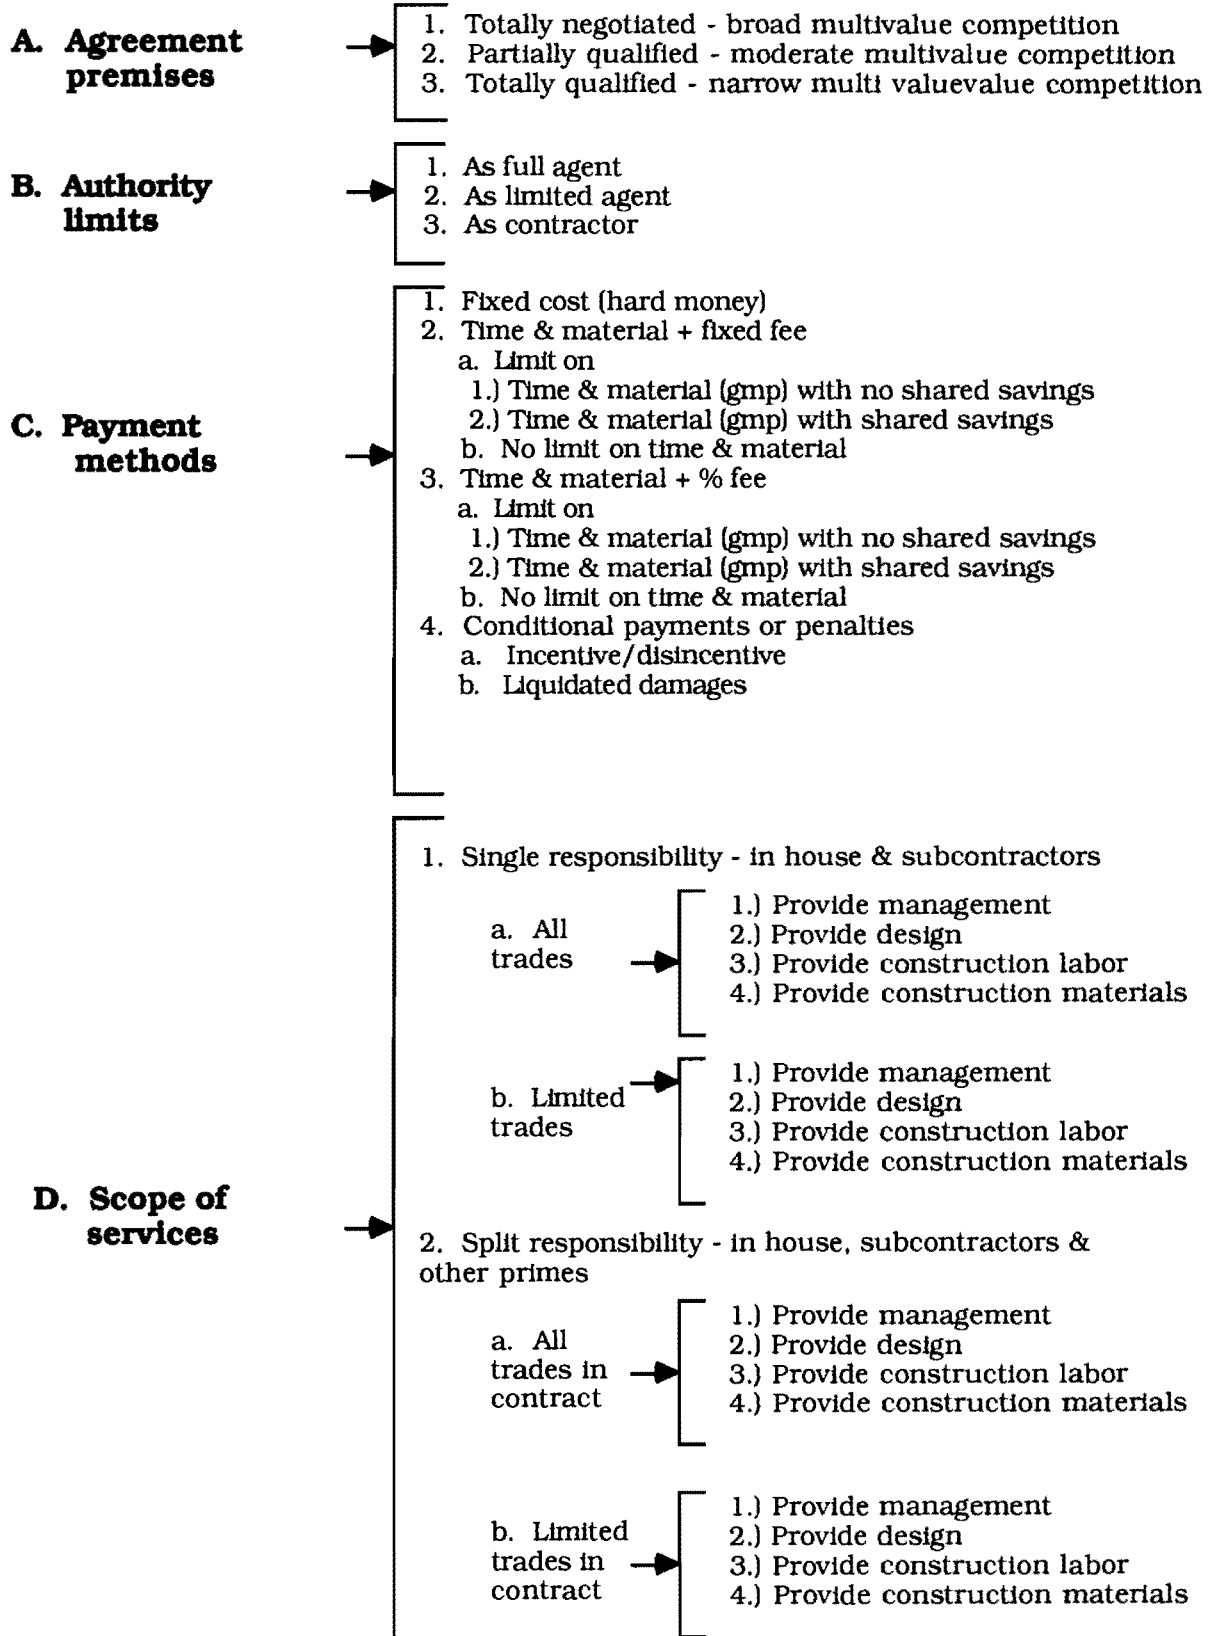 A. Agreement
premises
1. Totally negotiated - broad multivalue competition
2. Partially qualified - moderate multivalue competition
3. Totally qualified - narrow multi valuevalue competition
B. Authority
limits
1. As full agent
2. As limited agent
3. As contractor
C. Payment
methods
1. Fixed cost (hard money)
2. Time & material + fixed fee
a. Limit on
1.) Time & material (gmp) with no shared savings
2.) Time & material (gmp) with shared savings
b. No limit on time & material
3. Time & material + % fee
a. Limit on
1.) Time & material (gmp) with no shared savings
2.) Time & material (gmp) with shared savings
b. No limit on time & material
4. Conditional payments or penalties
a. Incentive/disincentive
b. Liquidated damages
D. Scope of
services
1. Single responsibility - in house & subcontractors
a. All
trades
1.) Provide management
2.) Provide design
3.) Provide construction labor
4.) Provide construction materials
b. Limited
trades
1.) Provide management
2.) Provide design
3.) Provide construction labor
4.) Provide construction materials
2. Split responsibility - in house, subcontractors &
other primes
a. All
trades in
contract
1.) Provide management
2.) Provide design
3.) Provide construction labor
4.) Provide construction materials
b. Limited
trades in
contract
1.) Provide management
2.) Provide design
3.) Provide construction labor
4.) Provide construction materials